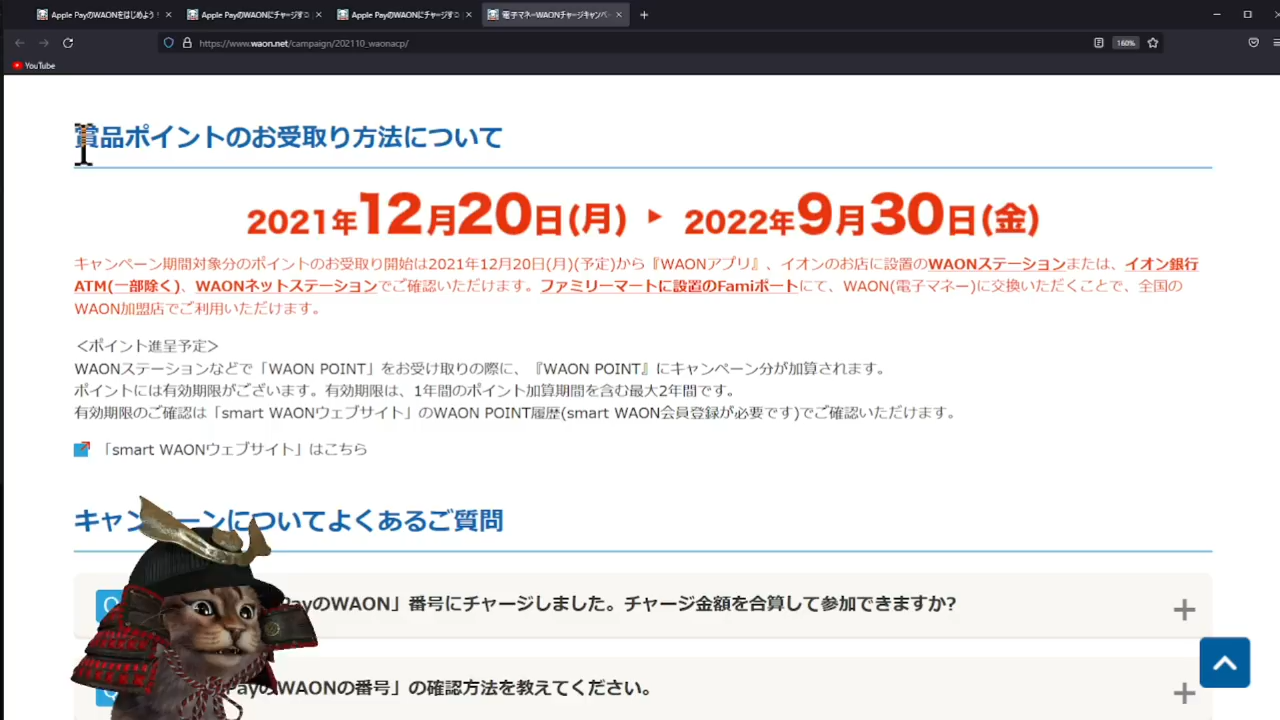 Apple PayのWAONをはじめよう！
Apple PayのWAONにチャージする
Apple PayのWAONにチャージする
電子マネーWAONチャージキャンペ
https://www.waon.net/campaign/202110_waonacp/
160%
YouTube
賞品ポイントのお受取り方法について
2021年12月20日(月) ▶ 2022年9月30日(金)
キャンペーン期間対象分のポイントのお受取り開始は2021年12月20日(月)(予定)から『WAONアプリ』、イオンのお店に設置のWAONステーションまたは、イオン銀行
ATM(一部除く)、WAONネットステーションでご確認いただけます。ファミリーマートに設置のFamiポートにて、WAON(電子マネー)に交換いただくことで、全国の
WAON加盟店でご利用いただけます。
＜ポイント進呈予定＞
WAONステーションなどで「WAON POINT」をお受け取りの際に、『WAON POINT』にキャンペーン分が加算されます。
ポイントには有効期限がございます。有効期限は、1年間のポイント加算期間を含む最大2年間です。
有効期限のご確認は「smart WAONウェブサイト」のWAON POINT履歴(smart WAON会員登録が必要です)でご確認いただけます。
「smart WAONウェブサイト」はこちら
キャンペーンについてよくあるご質問
PayのWAON」番号にチャージしました。チャージ金額を合算して参加できますか?
PayのWAONの番号」の確認方法を教えてください。